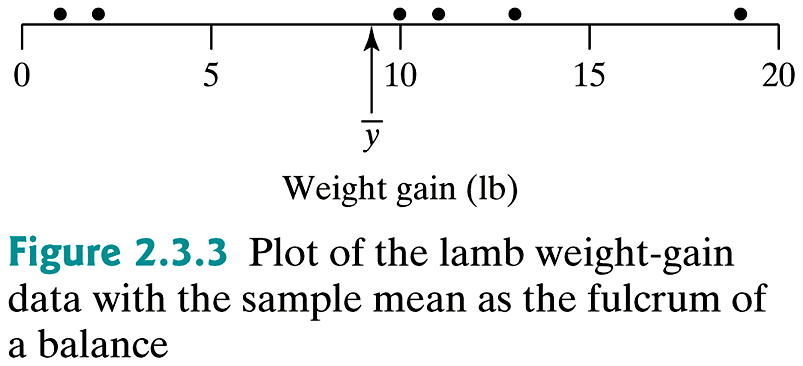 0 5 10 15 20
ȳ
Weight gain (lb)
Figure 2.3.3 Plot of the lamb weight-gain
data with the sample mean as the fulcrum of
a balance